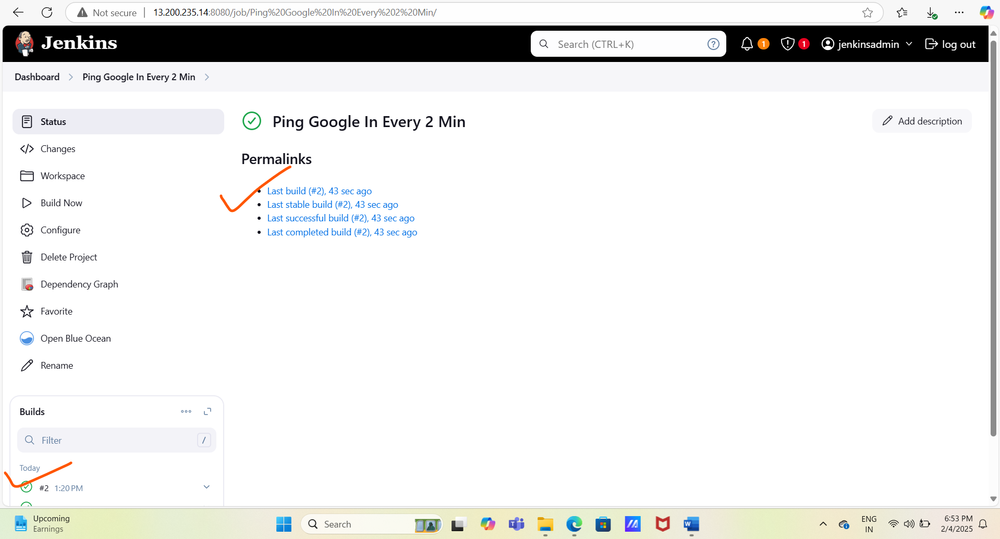 Not secure
13.200.235.14:8080/job/Ping%20Google%20In%20Every%202%20Min/
Jenkins
Search (CTRL+K)
?
1
1
jenkinsadmin
log out
Dashboard
Ping Google In Every 2 Min
Status
Changes
Workspace
Build Now
Configure
Delete Project
Dependency Graph
Favorite
Open Blue Ocean
Rename
Ping Google In Every 2 Min
Add description
Permalinks
Last build (#2), 43 sec ago
Last stable build (#2), 43 sec ago
Last successful build (#2), 43 sec ago
Last completed build (#2), 43 sec ago
Builds
Filter
/
Today
#2 1:20 PM
Upcoming
Earnings
Search
ENG
IN
6:53 PM
2/4/2025